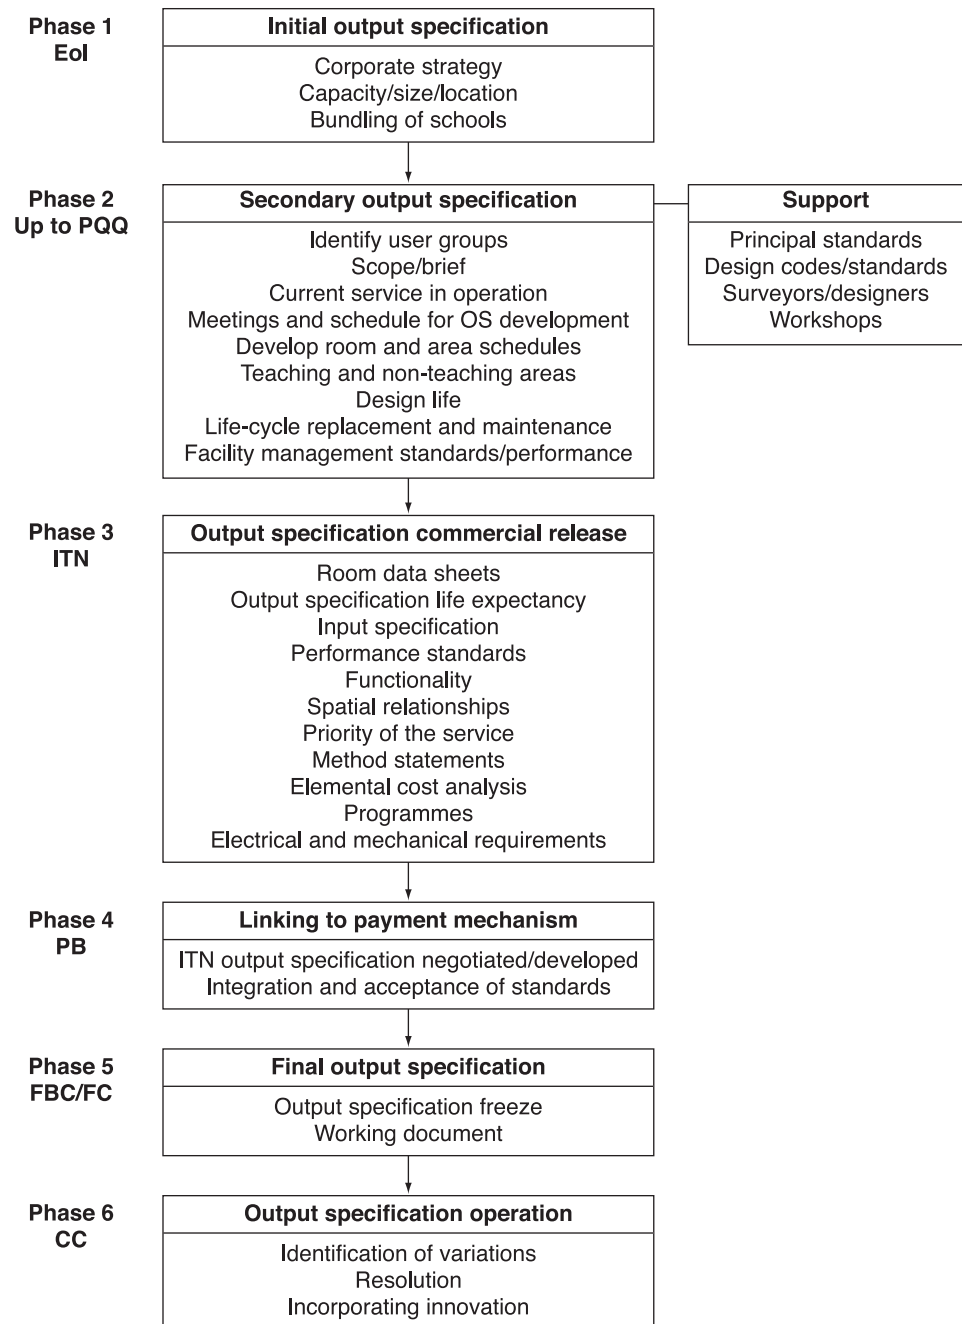 Phase 1
EoI
Initial output specification
Corporate strategy
Capacity/size/location
Bundling of schools
Phase 2
Up to PQQ
Secondary output specification
Identify user groups
Scope/brief
Current service in operation
Meetings and schedule for OS development
Develop room and area schedules
Teaching and non-teaching areas
Design life
Life-cycle replacement and maintenance
Facility management standards/performance
Support
Principal standards
Design codes/standards
Surveyors/designers
Workshops
Phase 3
ITN
Output specification commercial release
Room data sheets
Output specification life expectancy
Input specification
Performance standards
Functionality
Spatial relationships
Priority of the service
Method statements
Elemental cost analysis
Programmes
Electrical and mechanical requirements
Phase 4
PB
Linking to payment mechanism
ITN output specification negotiated/developed
Integration and acceptance of standards
Phase 5
FBC/FC
Final output specification
Output specification freeze
Working document
Phase 6
CC
Output specification operation
Identification of variations
Resolution
Incorporating innovation